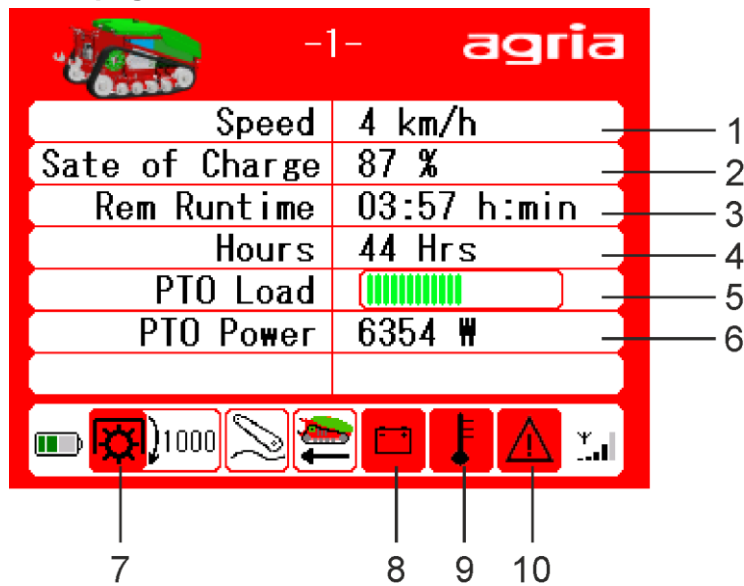 -1- agria
Speed 4 km/h 1
Sate of Charge 87 % 2
Rem Runtime 03:57 h:min 3
Hours 44 Hrs 4
PTO Load 5
PTO Power 6354 W 6
1000
7 8 9 10